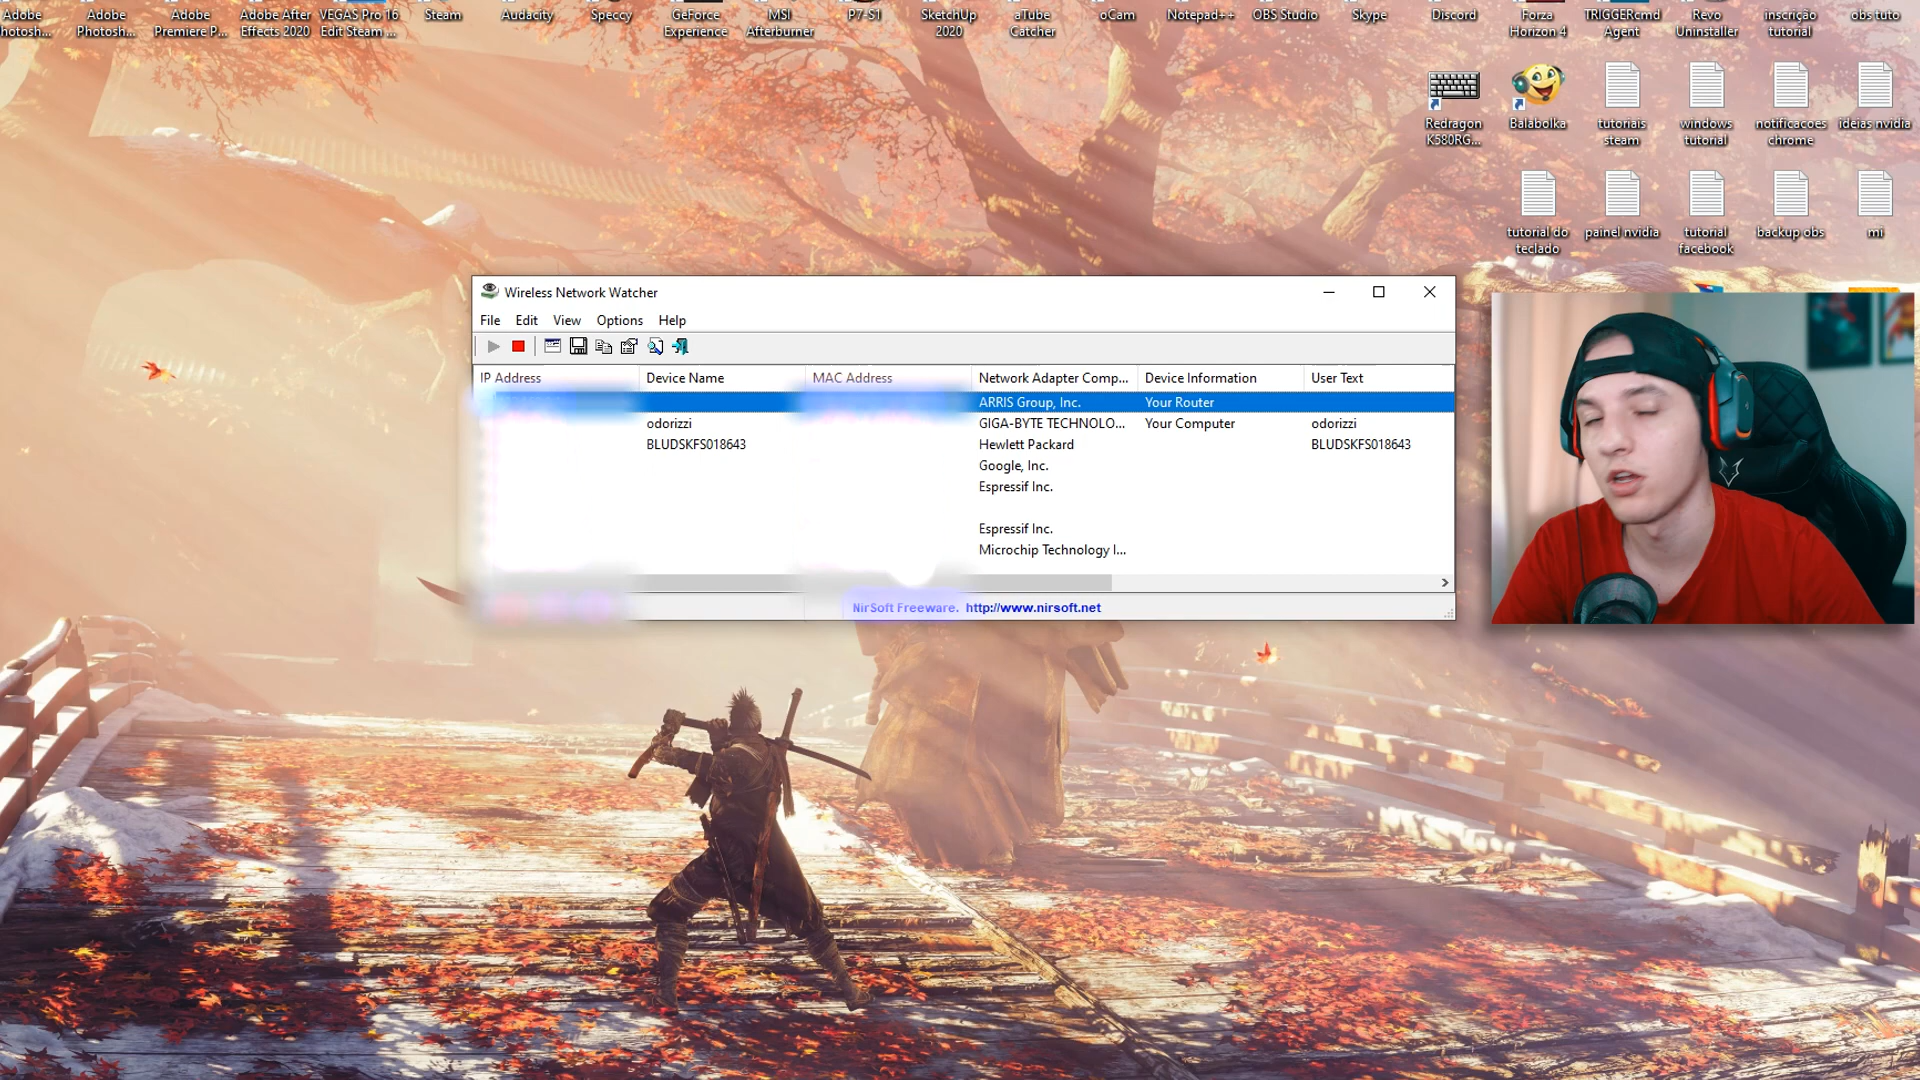 Adobe
hotosh...
Adobe
Photosh...
Adobe
Premiere P...
Adobe After
Effects 2020
VEGAS Pro 16
Edit Steam ...
Steam
Audacity
Speccy
GeForce
Experience
MSI
Afterburner
P7-S1
SketchUp
2020
aTube
Catcher
oCam
Notepad++
OBS Studio
Skype
Discord
Forza
Horizon 4
TRIGGERcmd
Agent
Revo
Uninstaller
inscrição
tutorial
obs tuto
Redragon
K580RG...
Balabolka
tutoriais
steam
windows
tutorial
notificacoes
chrome
ideias nvidia
tutorial do
teclado
painel nvidia
tutorial
facebook
backup obs
mi
Wireless Network Watcher
File Edit View Options Help
IP Address Device Name MAC Address Network Adapter Comp... Device Information User Text
ARRIS Group, Inc. Your Router
odorizzi GIGA-BYTE TECHNOLO... Your Computer odorizzi
BLUDSKFS018643 Hewlett Packard BLUDSKFS018643
Google, Inc.
Espressif Inc.
Espressif Inc.
Microchip Technology I...
NirSoft Freeware. http://www.nirsoft.net